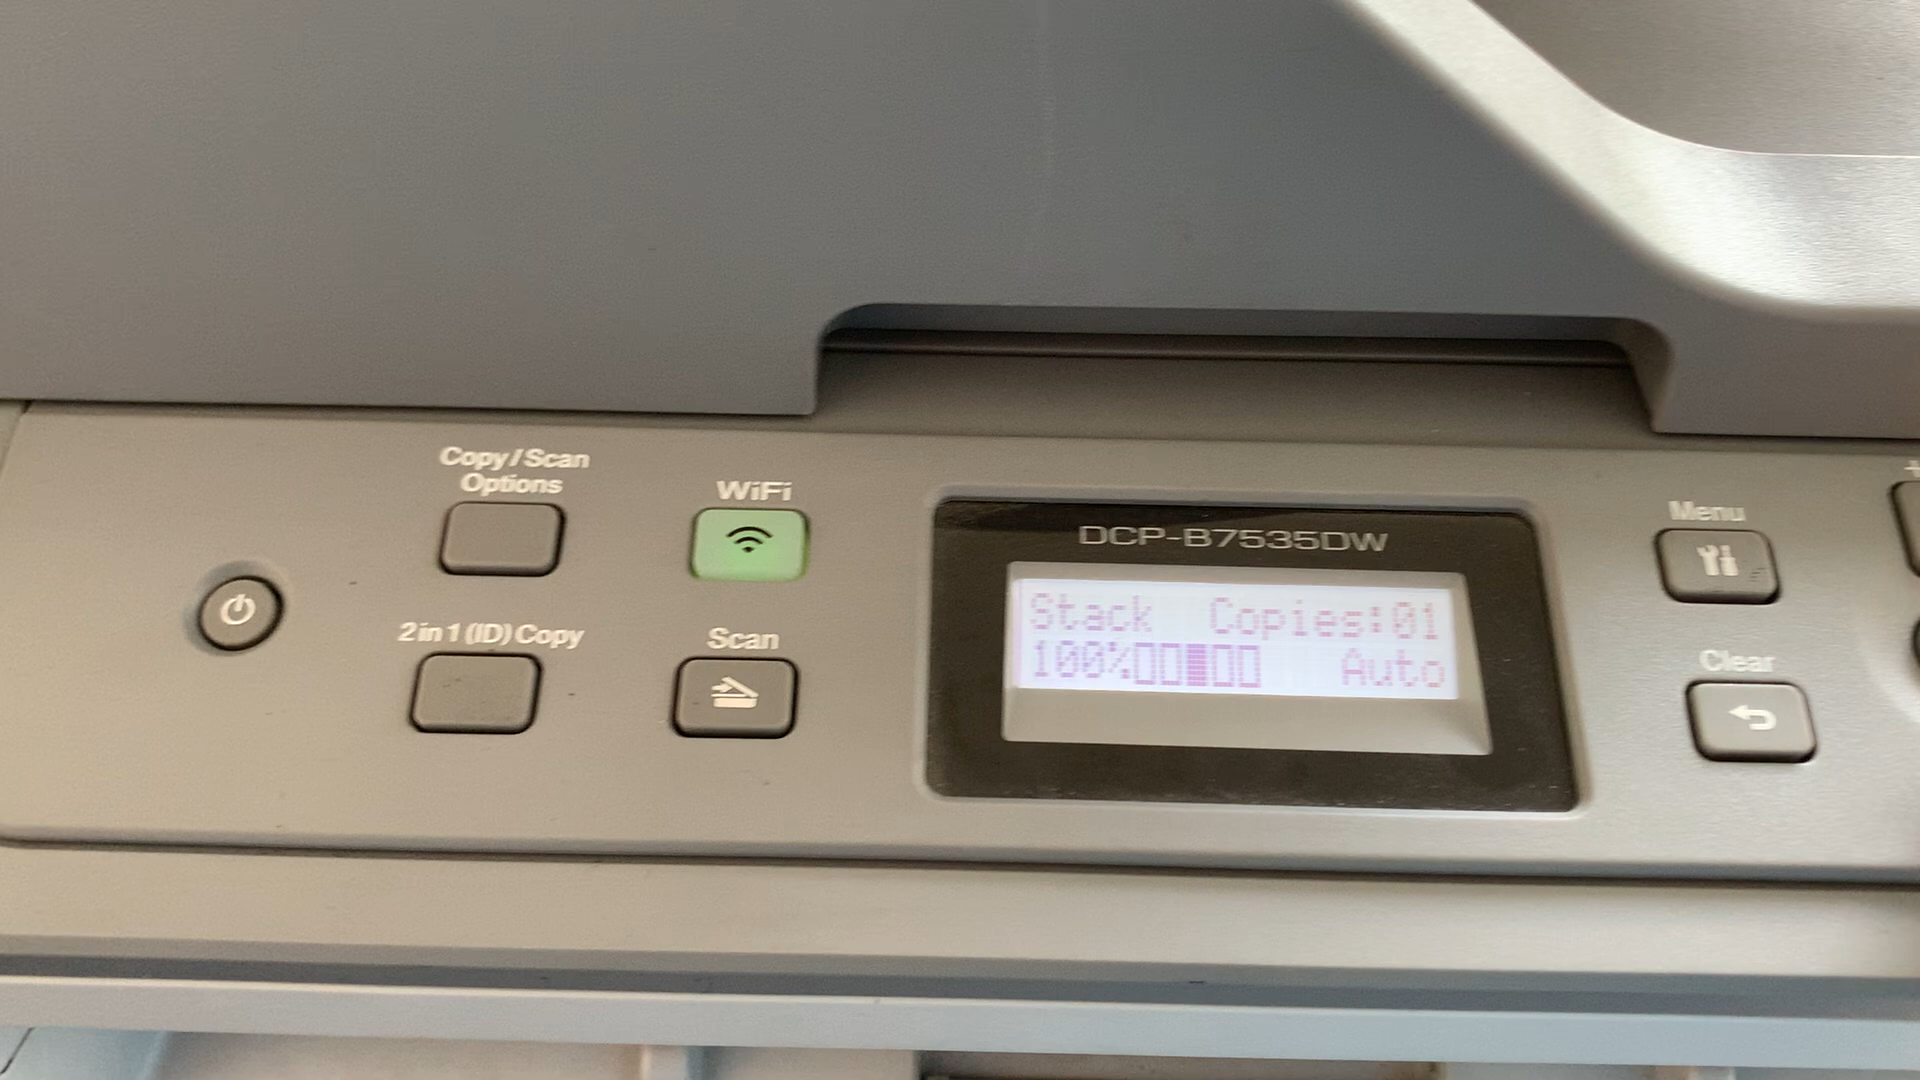 Copy/Scan
Options
WiFi
2 in 1 (ID) Copy
Scan
DCP-B7535DW
Stack Copies:01
100%□□■□□ Auto
Menu
Clear